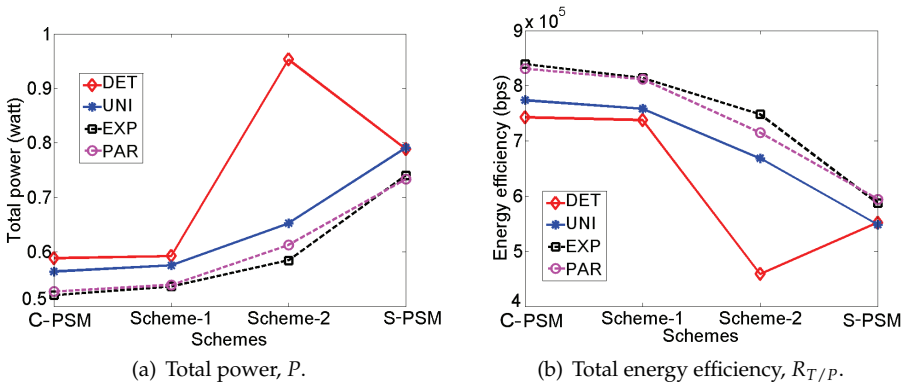 1
0.9
0.8
0.7
0.6
0.5
Total power (watt)
DET
UNI
EXP
PAR
C-PSM Scheme-1 Scheme-2 S-PSM
Schemes
(a) Total power, P.
9 x 10^5
8
7
6
5
4
Energy efficiency (bps)
DET
UNI
EXP
PAR
C-PSM Scheme-1 Scheme-2 S-PSM
Schemes
(b) Total energy efficiency, R_{T/P}.